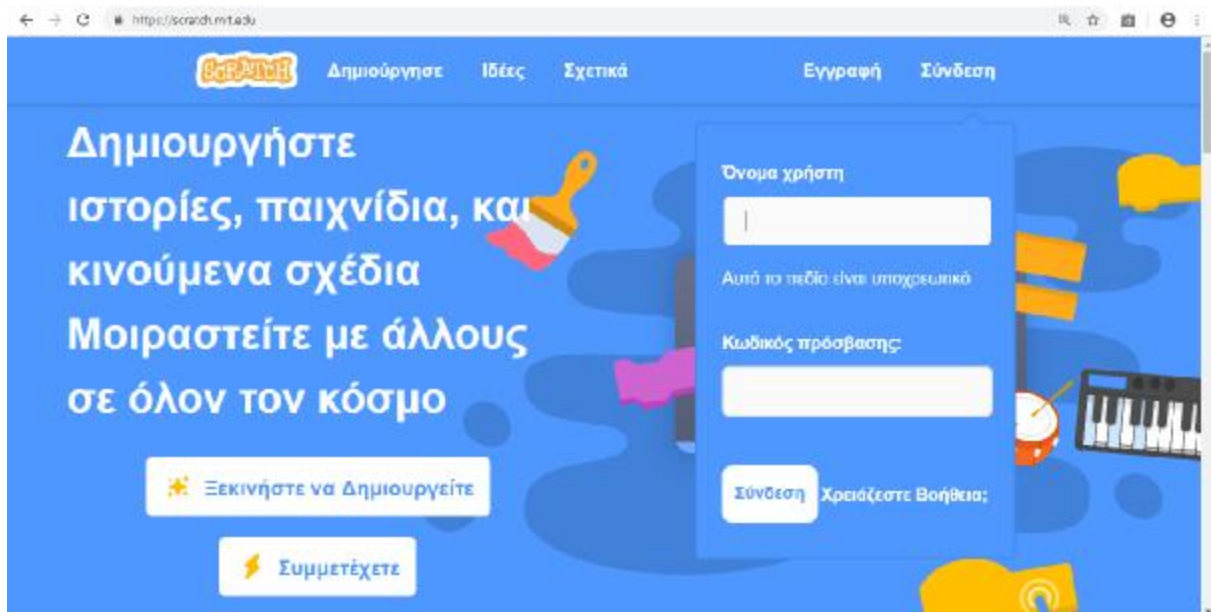 https://scratch.mit.edu
SCRATCH Δημιούργησε Ιδέες Σχετικά Εγγραφή Σύνδεση
Δημιουργήστε
ιστορίες, παιχνίδια, και
κινούμενα σχέδια
Μοιραστείτε με άλλους
σε όλον τον κόσμο
Ξεκινήστε να Δημιουργείτε
Συμμετέχετε
Όνομα χρήστη
Αυτό το πεδίο είναι υποχρεωτικό
Κωδικός πρόσβασης:
Σύνδεση Χρειάζεστε Βοήθεια;